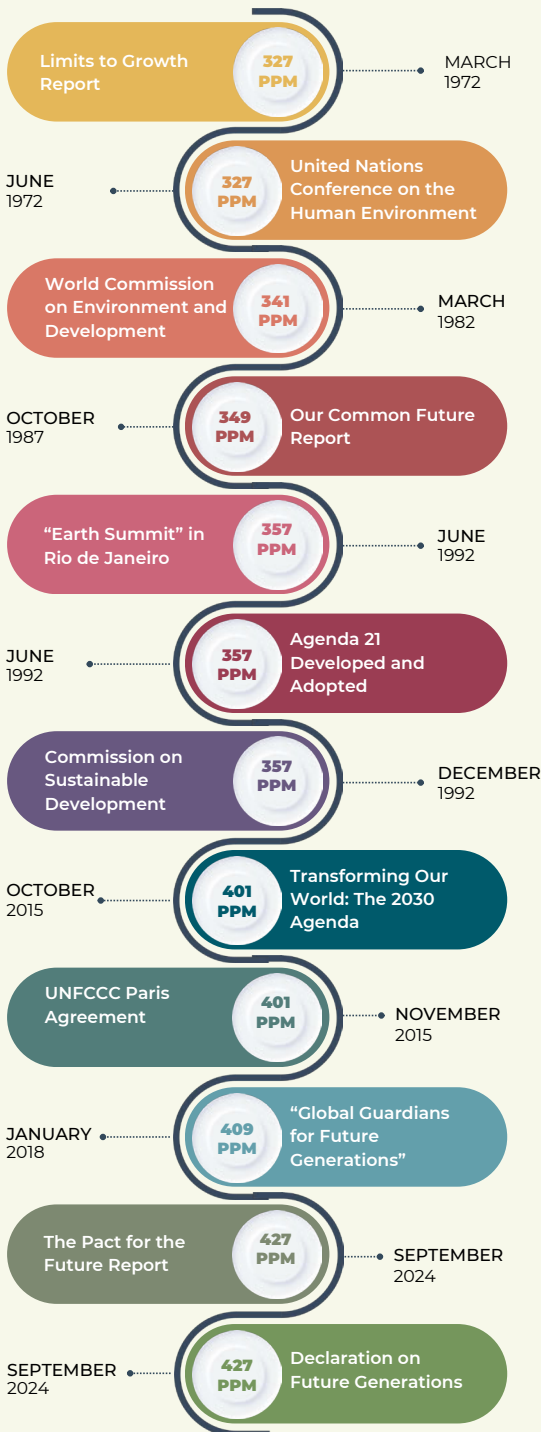 Limits to Growth
Report
327
PPM
MARCH
1972
JUNE
1972
327
PPM
United Nations
Conference on the
Human Environment
World Commission
on Environment and
Development
341
PPM
MARCH
1982
OCTOBER
1987
349
PPM
Our Common Future
Report
“Earth Summit” in
Rio de Janeiro
357
PPM
JUNE
1992
JUNE
1992
357
PPM
Agenda 21
Developed and
Adopted
Commission on
Sustainable
Development
357
PPM
DECEMBER
1992
OCTOBER
2015
401
PPM
Transforming Our
World: The 2030
Agenda
UNFCCC Paris
Agreement
401
PPM
NOVEMBER
2015
JANUARY
2018
409
PPM
“Global Guardians
for Future
Generations”
The Pact for the
Future Report
427
PPM
SEPTEMBER
2024
SEPTEMBER
2024
427
PPM
Declaration on
Future Generations